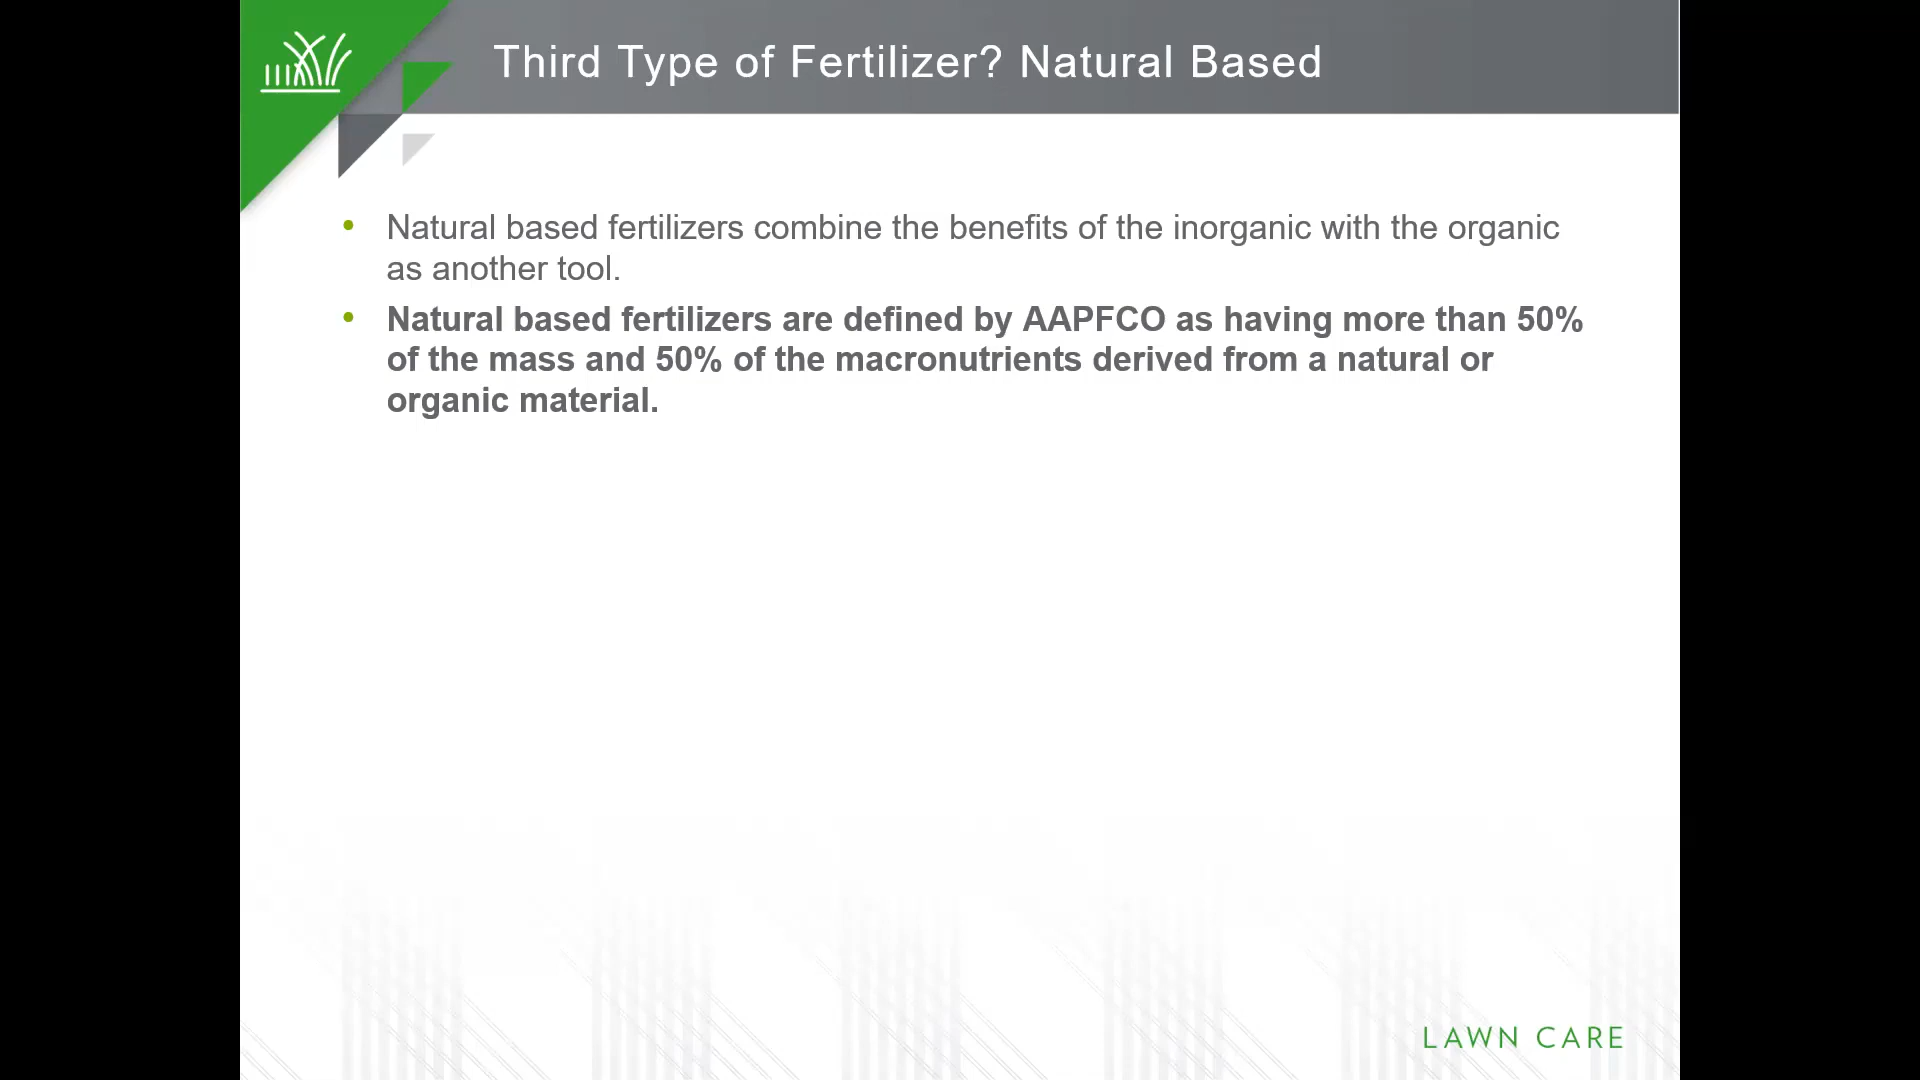 Third Type of Fertilizer? Natural Based
• Natural based fertilizers combine the benefits of the inorganic with the organic
as another tool.
• Natural based fertilizers are defined by AAPFCO as having more than 50%
of the mass and 50% of the macronutrients derived from a natural or
organic material.
LAWN CARE